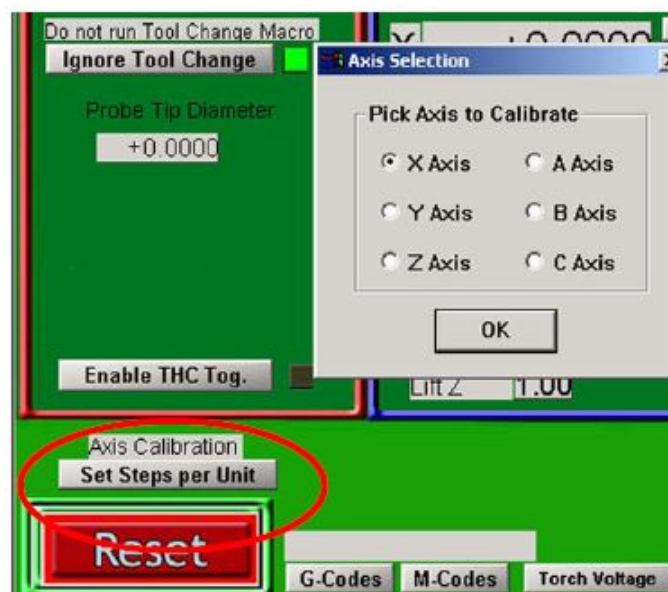 Do not run Tool Change Macro
Ignore Tool Change
Probe Tip Diameter
+0.0000
Enable THC Tog.
Axis Calibration
Set Steps per Unit
Reset
G-Codes
M-Codes
Torch Voltage
Axis Selection
Pick Axis to Calibrate
X Axis
A Axis
Y Axis
B Axis
Z Axis
C Axis
OK
Lift Z
1.00